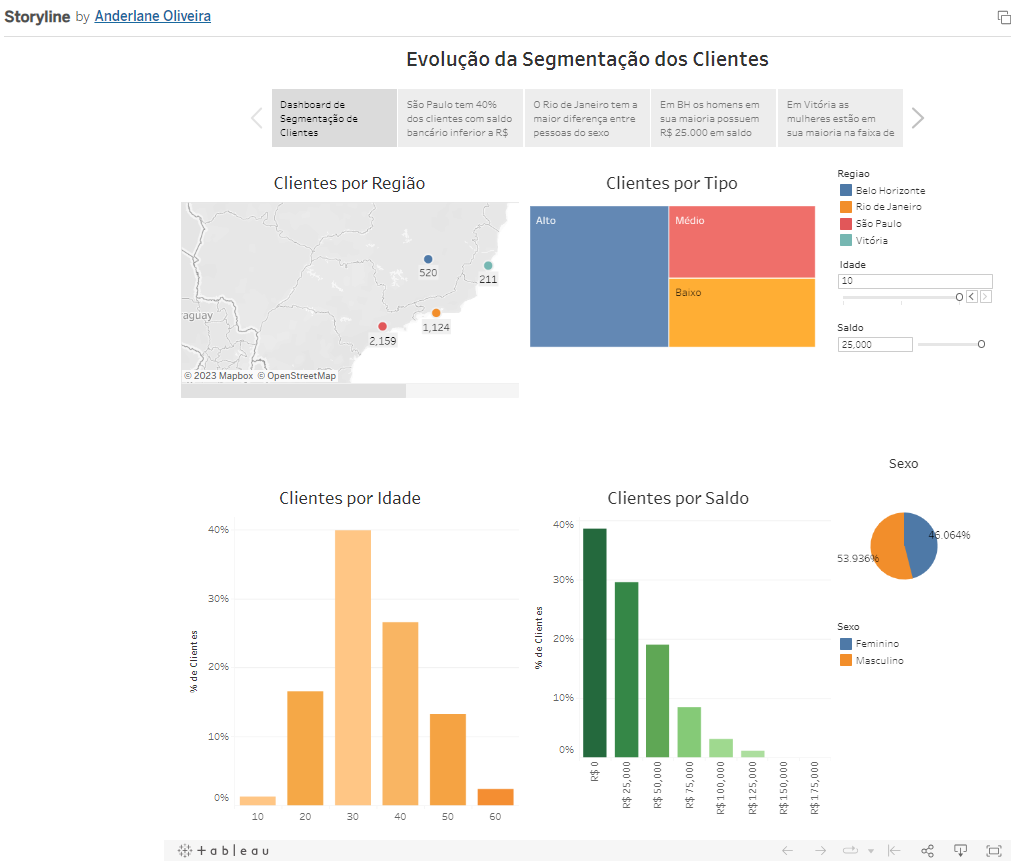 Storyline by Anderlane Oliveira
Evolução da Segmentação dos Clientes
Dashboard de
Segmentação de
Clientes
São Paulo tem 40%
dos clientes com saldo
bancário inferior a R$
O Rio de Janeiro tem a
maior diferença entre
pessoas do sexo
Em BH os homens em
sua maioria possuem
R$ 25.000 em saldo
Em Vitória as
mulheres estão em
sua maioria na faixa de
Clientes por Região
520
211
1,124
2,159
aguay
© 2023 Mapbox © OpenStreetMap
Clientes por Tipo
Alto
Médio
Baixo
Regiao
Belo Horizonte
Rio de Janeiro
São Paulo
Vitória
Idade
10
Saldo
25,000
Clientes por Idade
% de Clientes
40%
30%
20%
10%
0%
10 20 30 40 50 60
Clientes por Saldo
% de Clientes
40%
30%
20%
10%
0%
R$ 0
R$ 25,000
R$ 50,000
R$ 75,000
R$ 100,000
R$ 125,000
R$ 150,000
R$ 175,000
Sexo
46.064%
53.936%
Sexo
Feminino
Masculino
+ a b l e a u